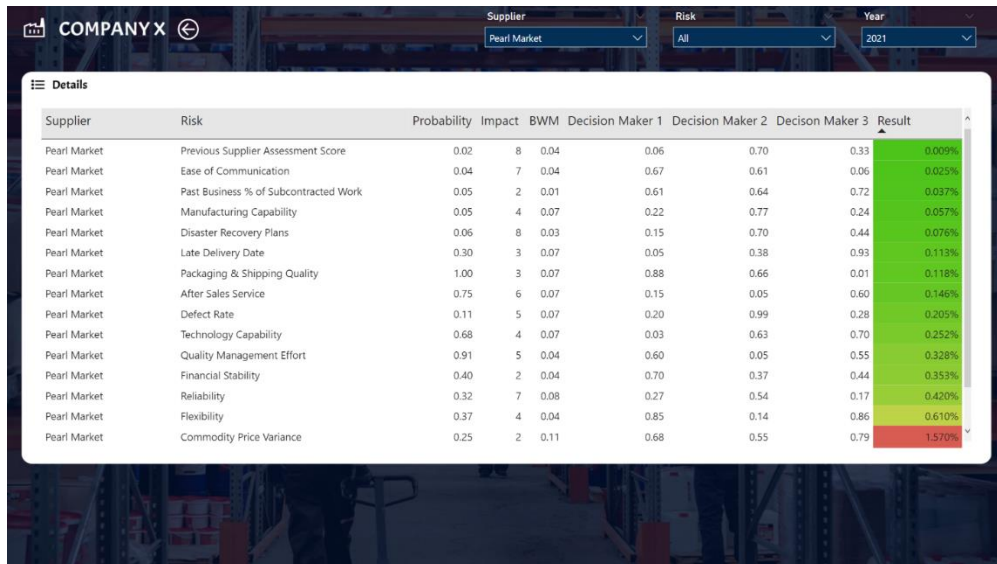 Supplier Risk Year
COMPANY X
Pearl Market All 2021
Details
Supplier Risk Probability Impact BWM Decision Maker 1 Decision Maker 2 Decison Maker 3 Result
Pearl Market Previous Supplier Assessment Score 0.02 8 0.04 0.06 0.70 0.33 0.009%
Pearl Market Ease of Communication 0.04 7 0.04 0.67 0.61 0.06 0.025%
Pearl Market Past Business % of Subcontracted Work 0.05 2 0.01 0.61 0.64 0.72 0.037%
Pearl Market Manufacturing Capability 0.05 4 0.07 0.22 0.77 0.24 0.057%
Pearl Market Disaster Recovery Plans 0.06 8 0.03 0.15 0.70 0.44 0.076%
Pearl Market Late Delivery Date 0.30 3 0.07 0.05 0.38 0.93 0.113%
Pearl Market Packaging & Shipping Quality 1.00 3 0.07 0.88 0.66 0.01 0.118%
Pearl Market After Sales Service 0.75 6 0.07 0.15 0.05 0.60 0.146%
Pearl Market Defect Rate 0.11 5 0.07 0.20 0.99 0.28 0.205%
Pearl Market Technology Capability 0.68 4 0.07 0.03 0.63 0.70 0.252%
Pearl Market Quality Management Effort 0.91 5 0.04 0.60 0.05 0.55 0.328%
Pearl Market Financial Stability 0.40 2 0.04 0.70 0.37 0.44 0.353%
Pearl Market Reliability 0.32 7 0.08 0.27 0.54 0.17 0.420%
Pearl Market Flexibility 0.37 4 0.04 0.85 0.14 0.86 0.610%
Pearl Market Commodity Price Variance 0.25 2 0.11 0.68 0.55 0.79 1.570%